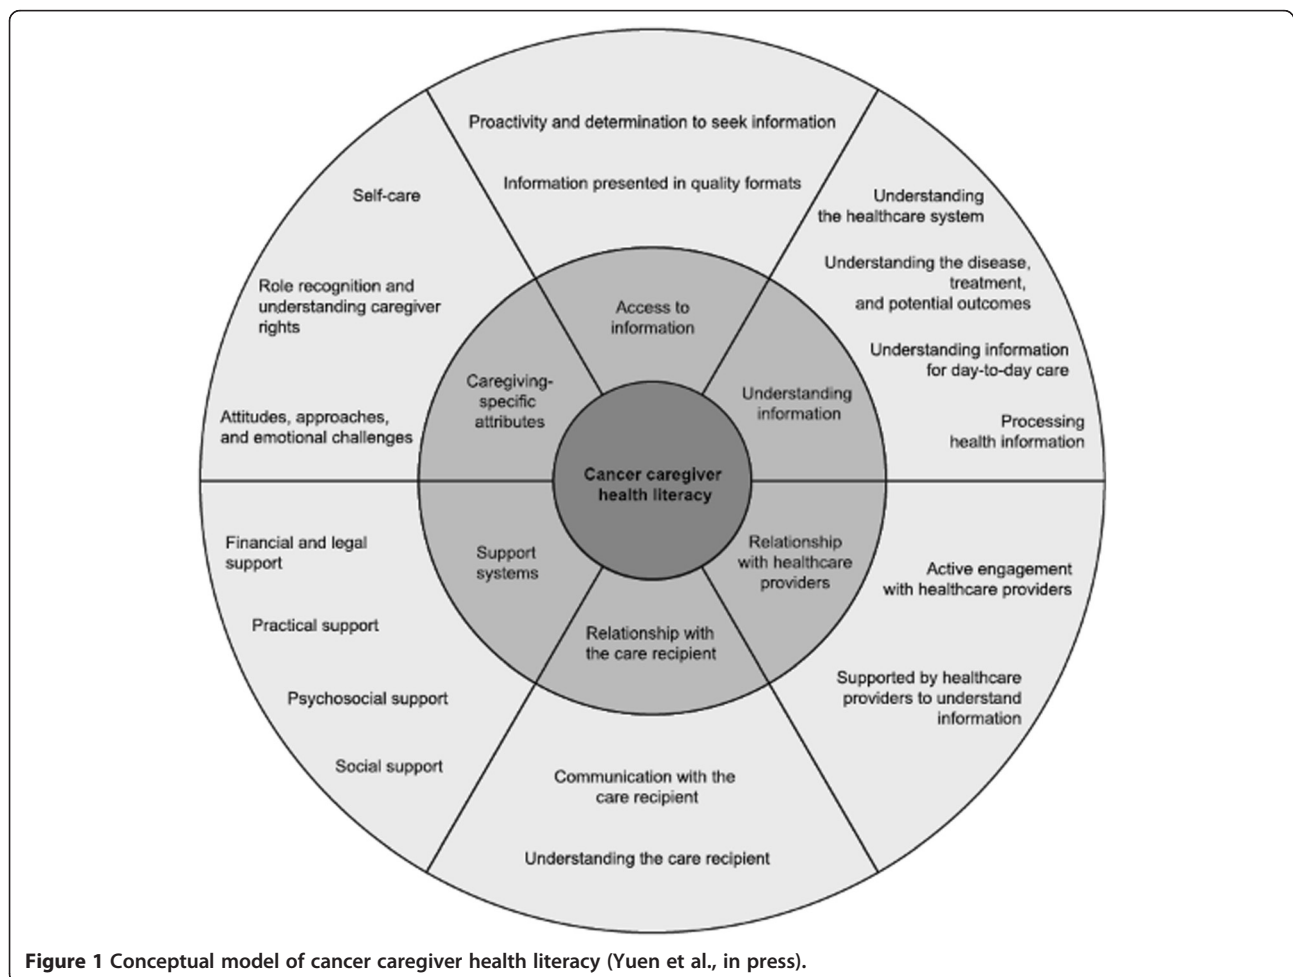 Proactivity and determination to seek information
Information presented in quality formats
Self-care
Role recognition and
understanding caregiver
rights
Attitudes, approaches,
and emotional challenges
Understanding
the healthcare system
Understanding the disease,
treatment,
and potential outcomes
Understanding information
for day-to-day care
Processing
health information
Access to
information
Caregiving-
specific
attributes
Understanding
information
Cancer caregiver
health literacy
Support
systems
Relationship
with healthcare
providers
Relationship with
the care recipient
Financial and legal
support
Practical support
Psychosocial support
Social support
Active engagement
with healthcare providers
Supported by healthcare
providers to understand
information
Communication with the
care recipient
Understanding the care recipient
Figure 1 Conceptual model of cancer caregiver health literacy (Yuen et al., in press).